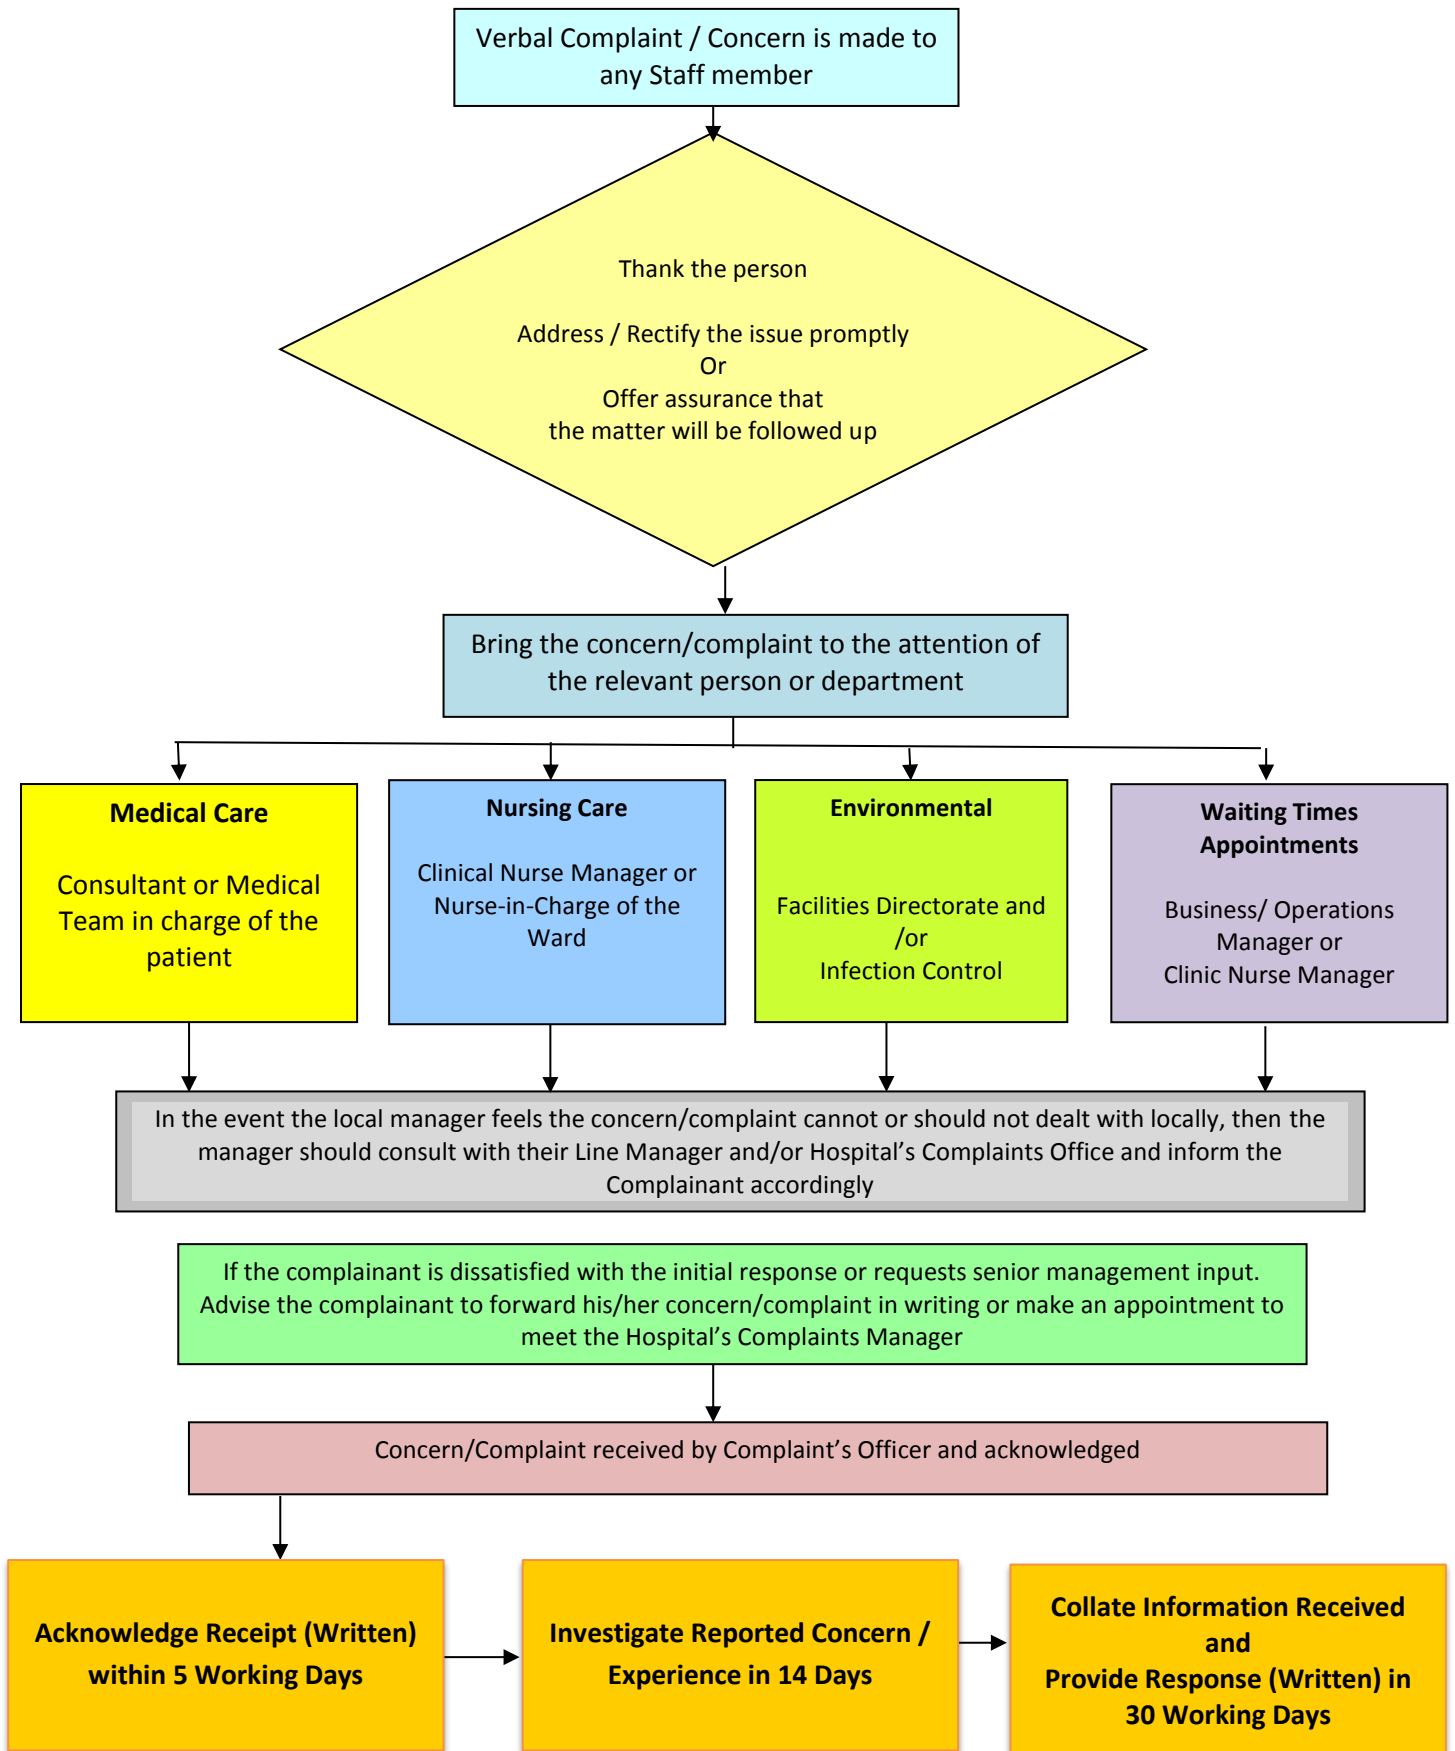 Verbal Complaint / Concern is made to
any Staff member
Thank the person
Address / Rectify the issue promptly
Or
Offer assurance that
the matter will be followed up
Bring the concern/complaint to the attention of
the relevant person or department
Medical Care
Consultant or Medical
Team in charge of the
patient
Nursing Care
Clinical Nurse Manager or
Nurse-in-Charge of the
Ward
Environmental
Facilities Directorate and
/or
Infection Control
Waiting Times
Appointments
Business/ Operations
Manager or
Clinic Nurse Manager
In the event the local manager feels the concern/complaint cannot or should not dealt with locally, then the
manager should consult with their Line Manager and/or Hospital’s Complaints Office and inform the
Complainant accordingly
If the complainant is dissatisfied with the initial response or requests senior management input.
Advise the complainant to forward his/her concern/complaint in writing or make an appointment to
meet the Hospital’s Complaints Manager
Concern/Complaint received by Complaint’s Officer and acknowledged
Acknowledge Receipt (Written)
within 5 Working Days
Investigate Reported Concern /
Experience in 14 Days
Collate Information Received
and
Provide Response (Written) in
30 Working Days